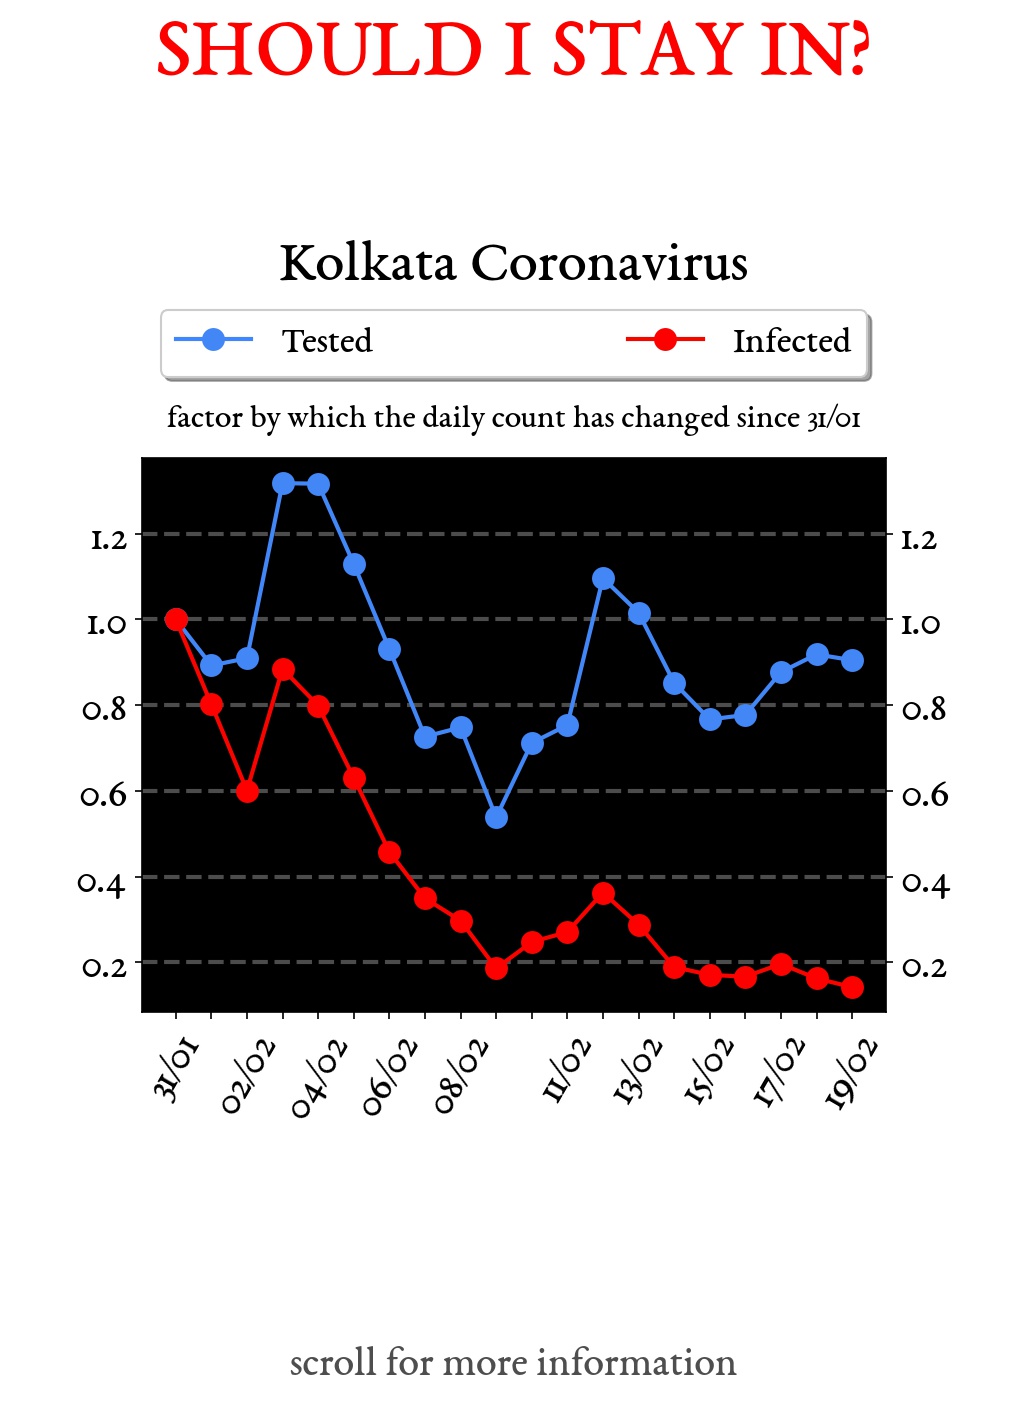 SHOULD I STAY IN?
Kolkata Coronavirus
Tested Infected
factor by which the daily count has changed since 31/01
1.2 1.2
1.0 1.0
0.8 0.8
0.6 0.6
0.4 0.4
0.2 0.2
31/01 02/02 04/02 06/02 08/02 11/02 13/02 15/02 17/02 19/02
scroll for more information